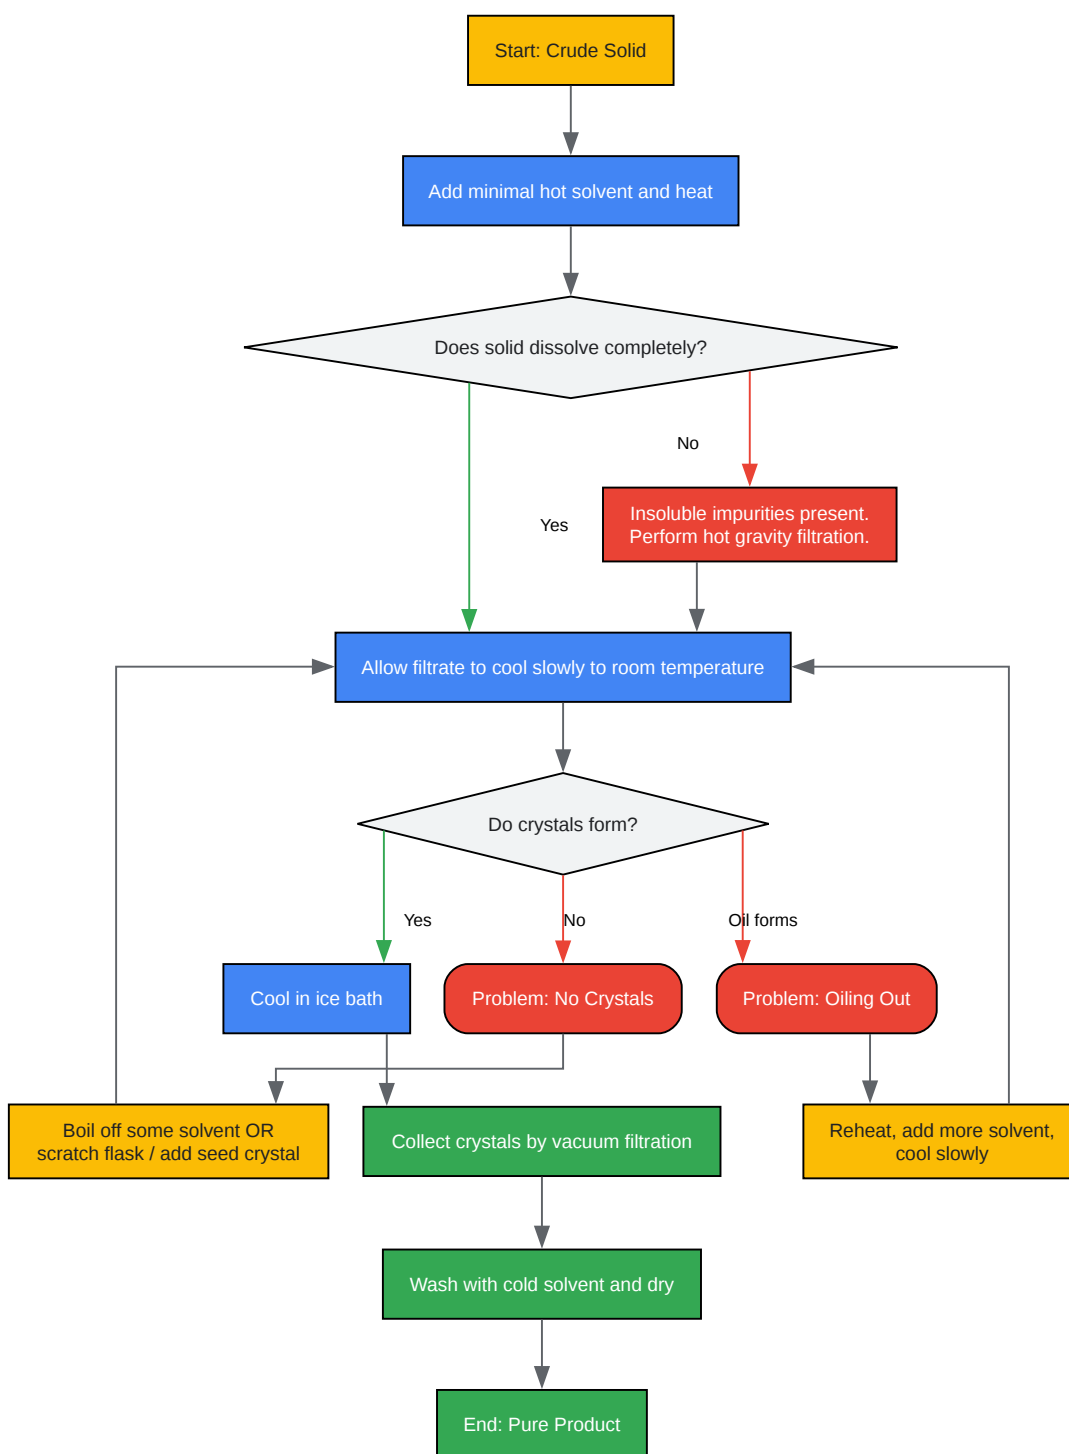 Start: Crude Solid
Add minimal hot solvent and heat
Does solid dissolve completely?
No
Insoluble impurities present.
Perform hot gravity filtration.
Yes
Allow filtrate to cool slowly to room temperature
Do crystals form?
Yes
No
Oil forms
Cool in ice bath
Problem: No Crystals
Problem: Oiling Out
Boil off some solvent OR
scratch flask / add seed crystal
Collect crystals by vacuum filtration
Reheat, add more solvent,
cool slowly
Wash with cold solvent and dry
End: Pure Product